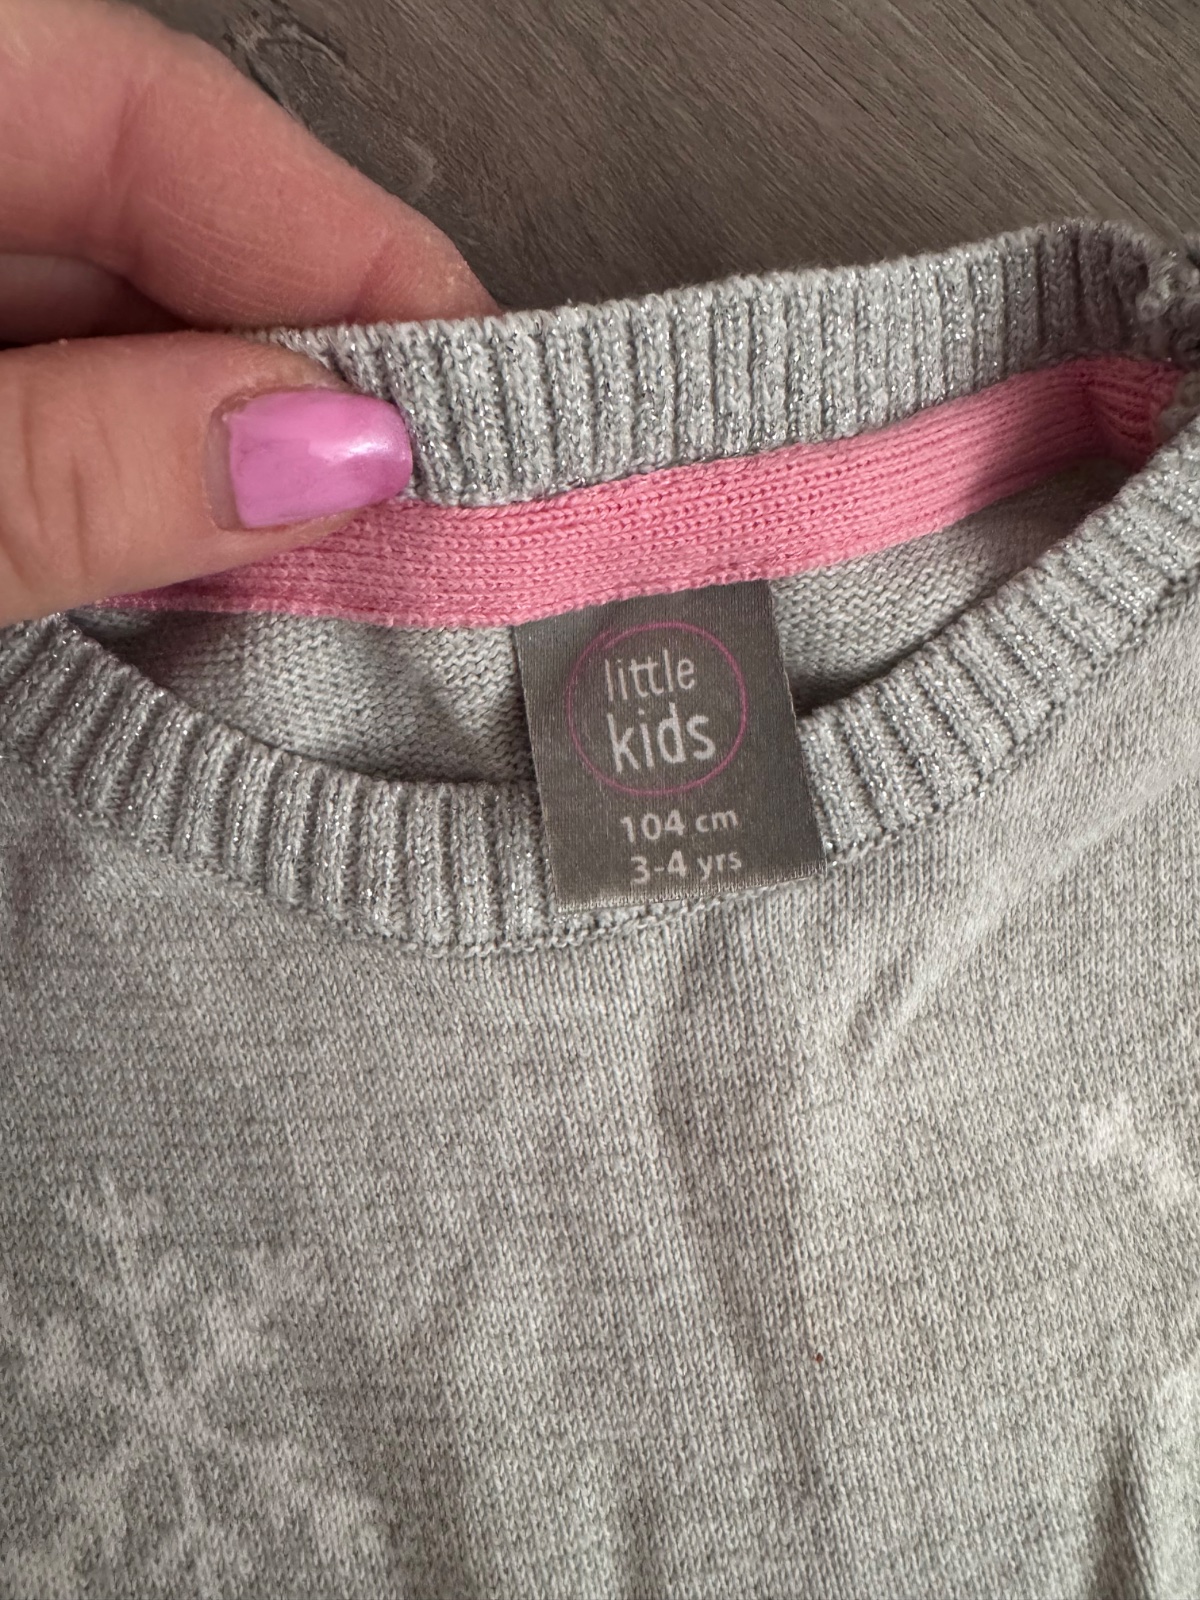 little
kids
104 cm
3-4 yrs